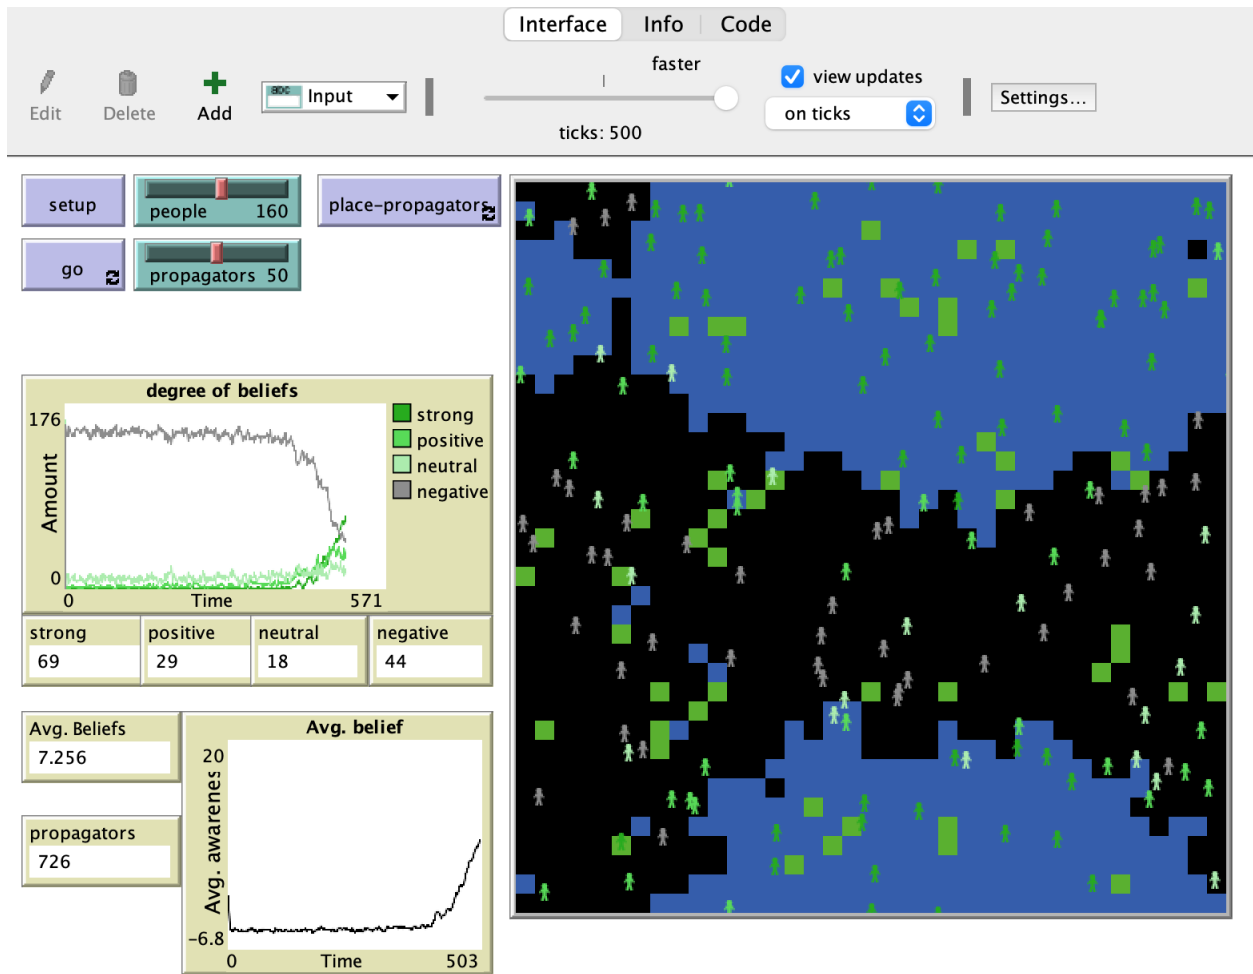 Interface Info Code
Edit
Delete
Add
abc
Input
faster
ticks: 500
view updates
on ticks
Settings...
setup
people 160
place-propagators
go
propagators 50
degree of beliefs
176
Amount
0
0
Time
571
strong
positive
neutral
negative
strong
69
positive
29
neutral
18
negative
44
Avg. Beliefs
7.256
propagators
726
Avg. belief
20
Avg. awarenes
-6.8
0
Time
503